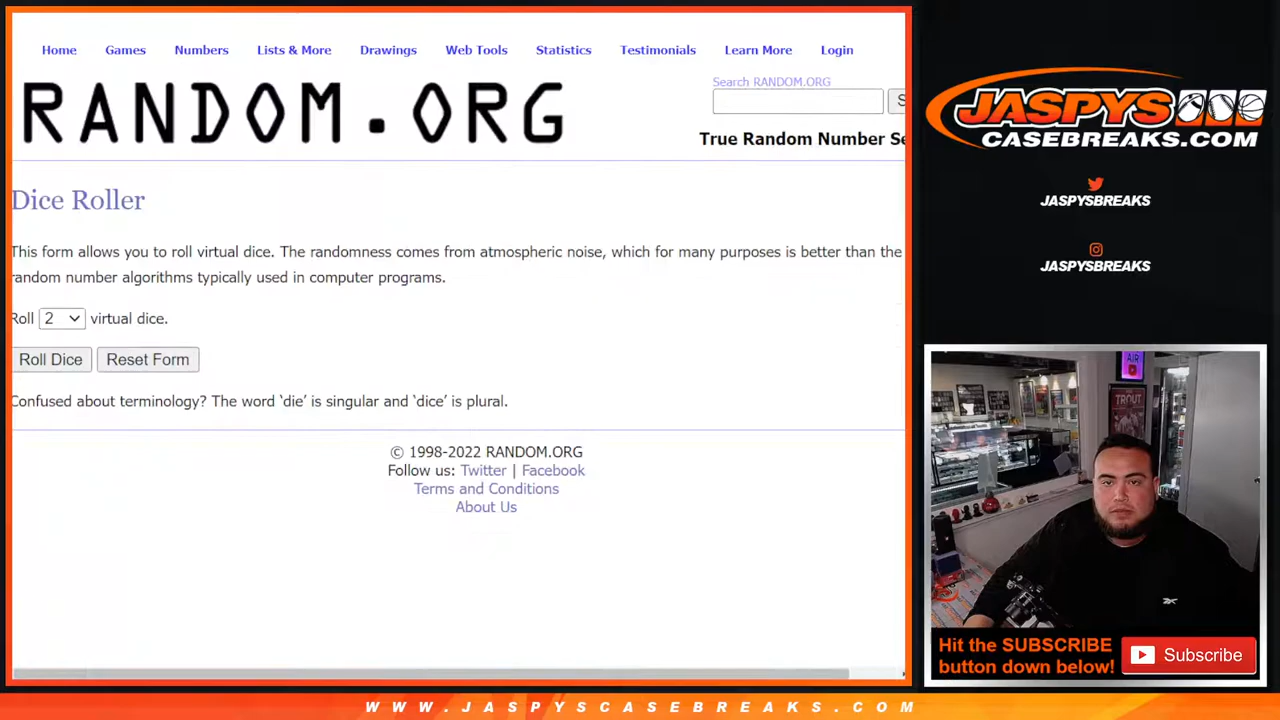 Home Games Numbers Lists & More Drawings Web Tools Statistics Testimonials Learn More Login
RANDOM.ORG
Search RANDOM.ORG
S
True Random Number Se
Dice Roller
This form allows you to roll virtual dice. The randomness comes from atmospheric noise, which for many purposes is better than the
random number algorithms typically used in computer programs.
Roll 2 virtual dice.
Roll Dice Reset Form
Confused about terminology? The word ‘die’ is singular and ‘dice’ is plural.
© 1998-2022 RANDOM.ORG
Follow us: Twitter | Facebook
Terms and Conditions
About Us
JASPYS
CASEBREAKS.COM
JASPYSBREAKS
JASPYSBREAKS
AIR
TROUT
Hit the SUBSCRIBE
button down below!
Subscribe
WWW.JASPYSCASEBREAKS.COM